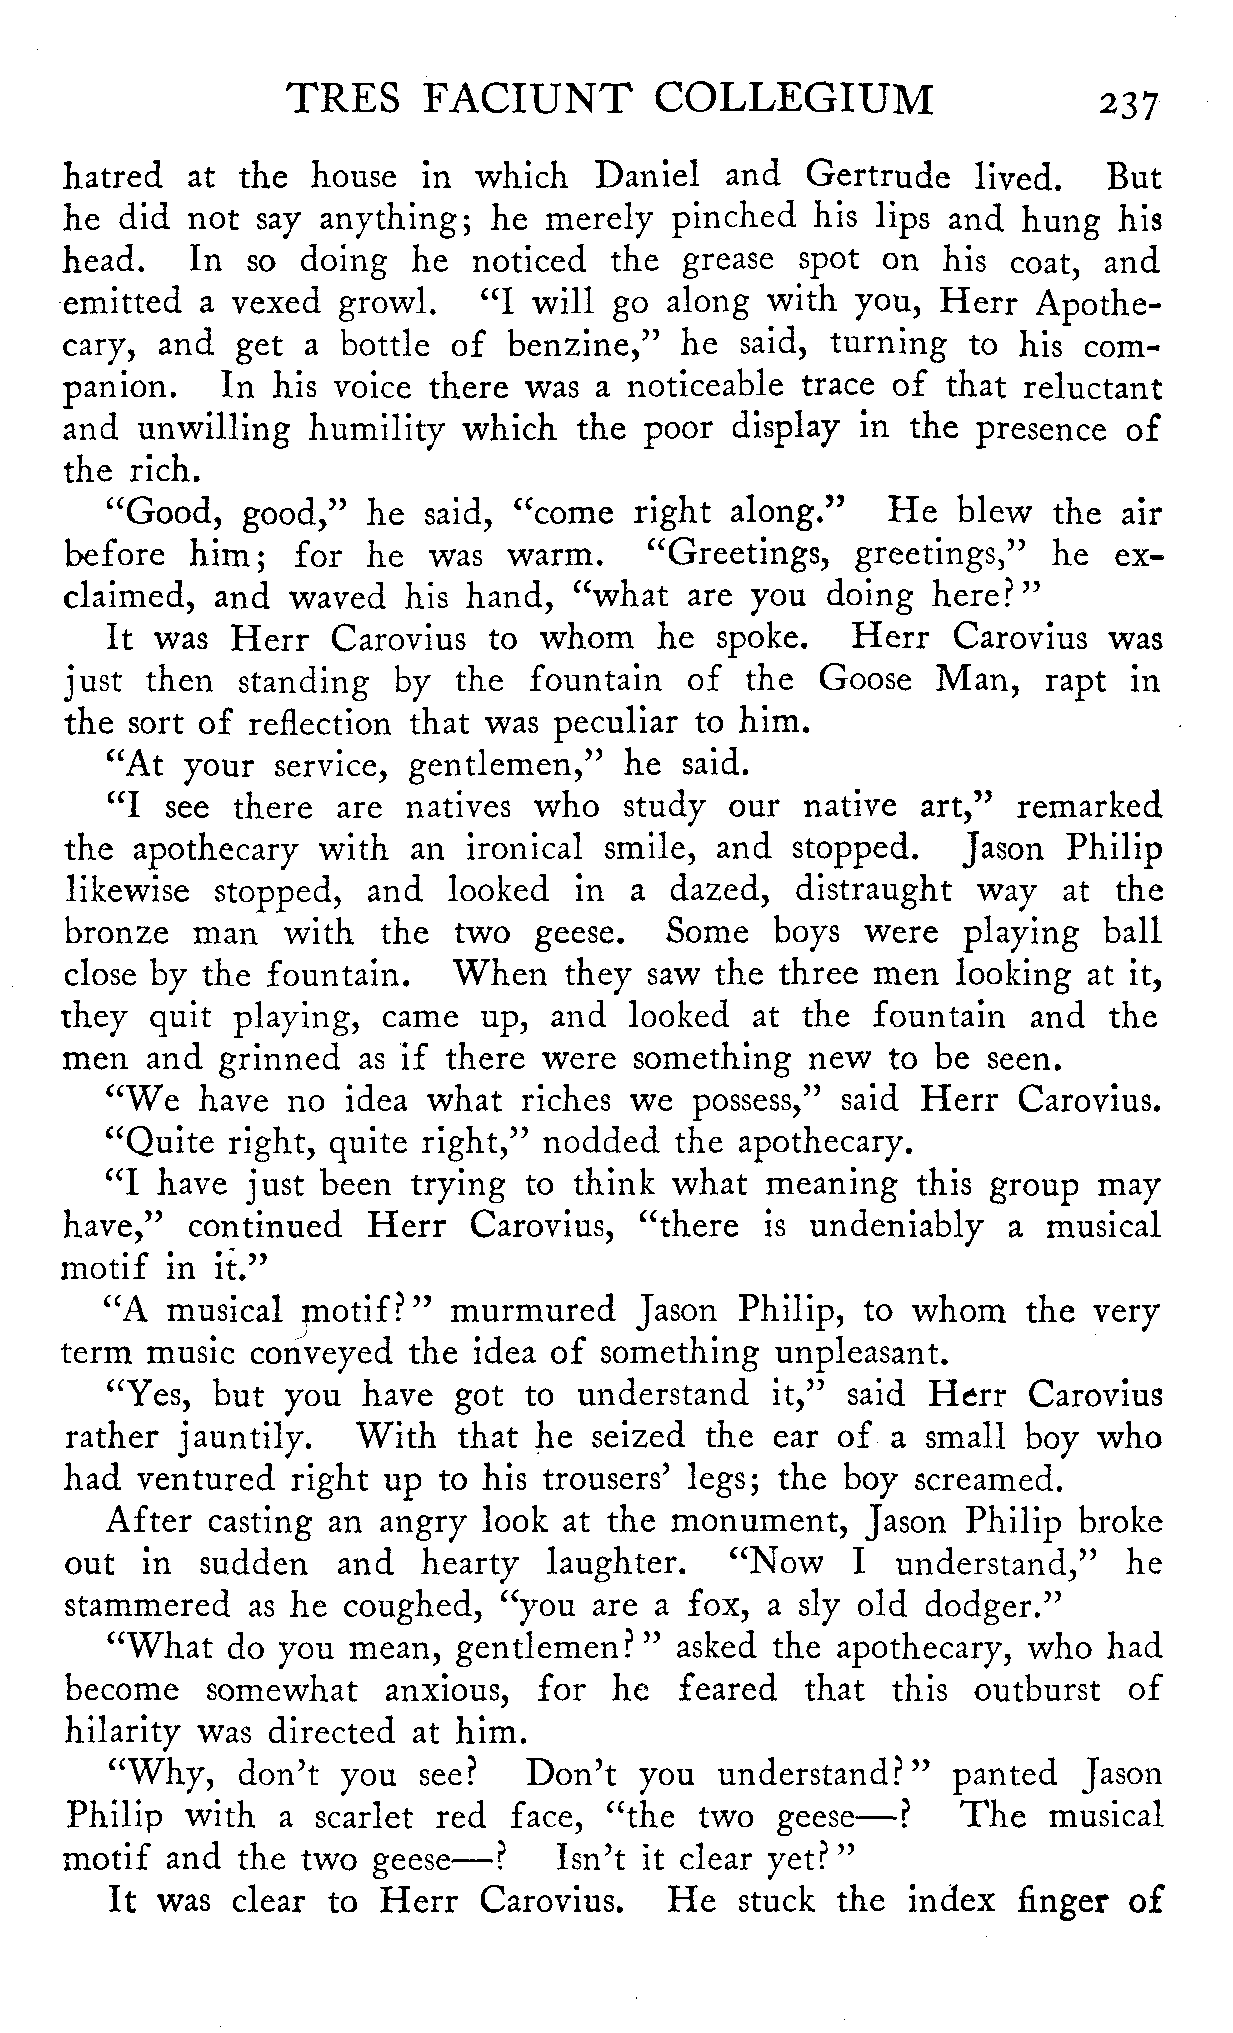 TRES FACIUNT COLLEGIUM 237
hatred at the house in which Daniel and Gertrude lived. But
he did not say anything; he merely pinched his lips and hung his
head. In so doing he noticed the grease spot on his coat, and
emitted a vexed growl. “I will go along with you, Herr Apothe-
cary, and get a bottle of benzine,” he said, turning to his com-
panion. In his voice there was a noticeable trace of that reluctant
and unwilling humility which the poor display in the presence of
the rich.
“Good, good,” he said, “come right along.” He blew the air
before him; for he was warm. “Greetings, greetings,” he ex-
claimed, and waved his hand, “what are you doing here?”
It was Herr Carovius to whom he spoke. Herr Carovius was
just then standing by the fountain of the Goose Man, rapt in
the sort of reflection that was peculiar to him.
“At your service, gentlemen,” he said.
“I see there are natives who study our native art,” remarked
the apothecary with an ironical smile, and stopped. Jason Philip
likewise stopped, and looked in a dazed, distraught way at the
bronze man with the two geese. Some boys were playing ball
close by the fountain. When they saw the three men looking at it,
they quit playing, came up, and looked at the fountain and the
men and grinned as if there were something new to be seen.
“We have no idea what riches we possess,” said Herr Carovius.
“Quite right, quite right,” nodded the apothecary.
“I have just been trying to think what meaning this group may
have,” continued Herr Carovius, “there is undeniably a musical
motif in it.”
“A musical motif?” murmured Jason Philip, to whom the very
term music conveyed the idea of something unpleasant.
“Yes, but you have got to understand it,” said Herr Carovius
rather jauntily. With that he seized the ear of a small boy who
had ventured right up to his trousers’ legs; the boy screamed.
After casting an angry look at the monument, Jason Philip broke
out in sudden and hearty laughter. “Now I understand,” he
stammered as he coughed, “you are a fox, a sly old dodger.”
“What do you mean, gentlemen?” asked the apothecary, who had
become somewhat anxious, for he feared that this outburst of
hilarity was directed at him.
“Why, don’t you see? Don’t you understand?” panted Jason
Philip with a scarlet red face, “the two geese—? The musical
motif and the two geese—? Isn’t it clear yet?”
It was clear to Herr Carovius. He stuck the index finger of